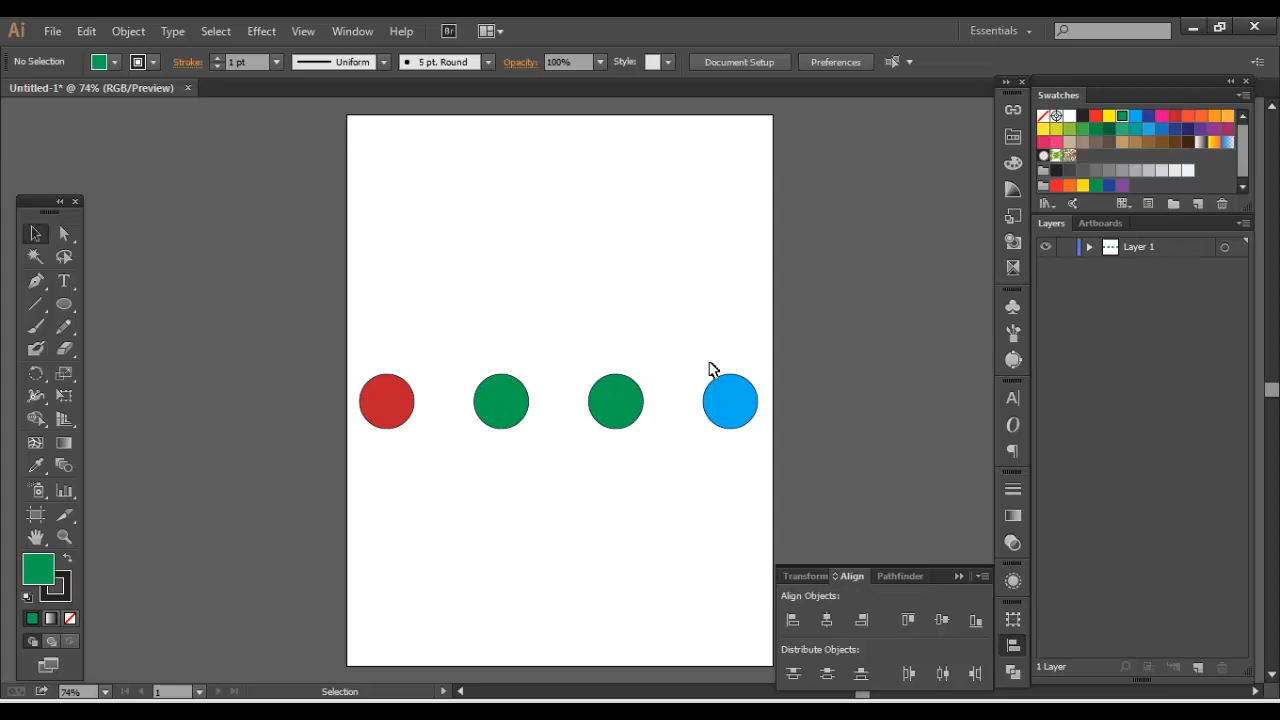 Ai File Edit Object Type Select Effect View Window Help Br Essentials
No Selection Stroke: 1 pt Uniform 5 pt. Round Opacity: 100% Style: Document Setup Preferences
Untitled-1* @ 74% (RGB/Preview)
Swatches
Layers Artboards
Layer 1
Transform Align Pathfinder
Align Objects:
Distribute Objects:
1 Layer
74% 1 Selection